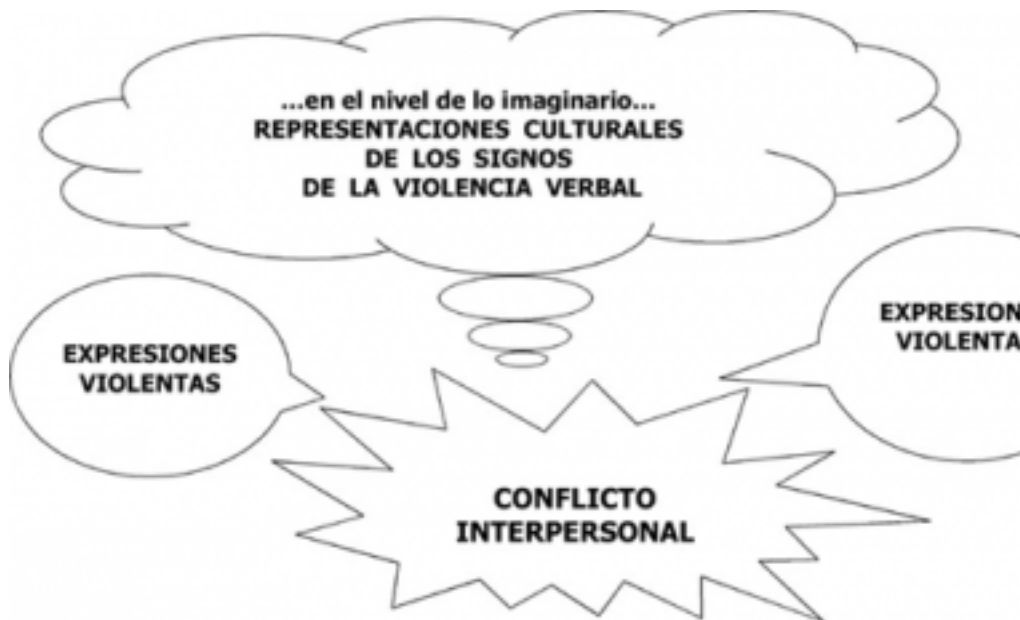 ...en el nivel de lo imaginario...
REPRESENTACIONES CULTURALES
DE LOS SIGNOS
DE LA VIOLENCIA VERBAL
EXPRESIONES
VIOLENTAS
EXPRESION
VIOLENTA
CONFLICTO
INTERPERSONAL